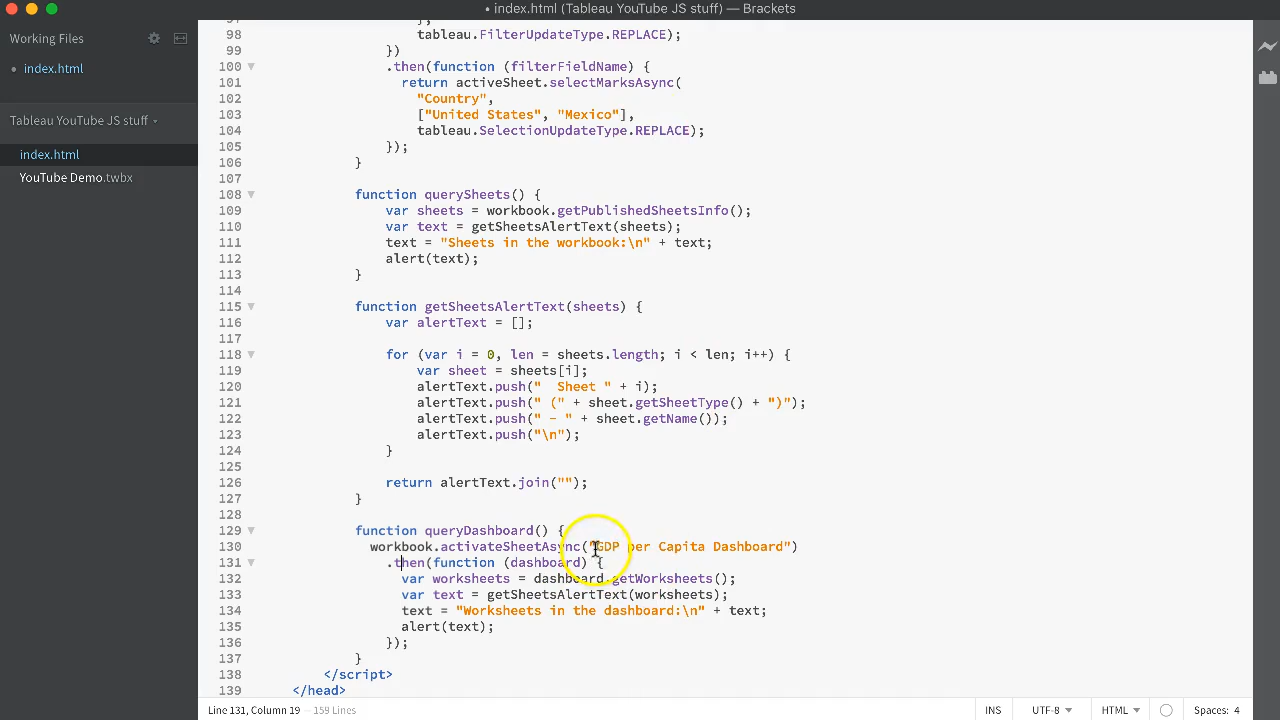 • index.html (Tableau YouTube JS stuff) — Brackets
Working Files
• index.html
Tableau YouTube JS stuff
index.html
YouTube Demo.twbx
98 tableau.FilterUpdateType.REPLACE);
99 })
100 .then(function (filterFieldName) {
101 return activeSheet.selectMarksAsync(
102 "Country",
103 ["United States", "Mexico"],
104 tableau.SelectionUpdateType.REPLACE);
105 });
106 }
107
108 function querySheets() {
109 var sheets = workbook.getPublishedSheetsInfo();
110 var text = getSheetsAlertText(sheets);
111 text = "Sheets in the workbook:\n" + text;
112 alert(text);
113 }
114
115 function getSheetsAlertText(sheets) {
116 var alertText = [];
117
118 for (var i = 0, len = sheets.length; i < len; i++) {
119 var sheet = sheets[i];
120 alertText.push("  Sheet " + i);
121 alertText.push(" (" + sheet.getSheetType() + ")");
122 alertText.push(" - " + sheet.getName());
123 alertText.push("\n");
124 }
125
126 return alertText.join("");
127 }
128
129 function queryDashboard() {
130 workbook.activateSheetAsync("GDP per Capita Dashboard")
131 .then(function (dashboard) {
132 var worksheets = dashboard.getWorksheets();
133 var text = getSheetsAlertText(worksheets);
134 text = "Worksheets in the dashboard:\n" + text;
135 alert(text);
136 });
137 }
138 </script>
139 </head>
Line 131, Column 19 — 159 Lines
INS UTF-8 HTML Spaces: 4